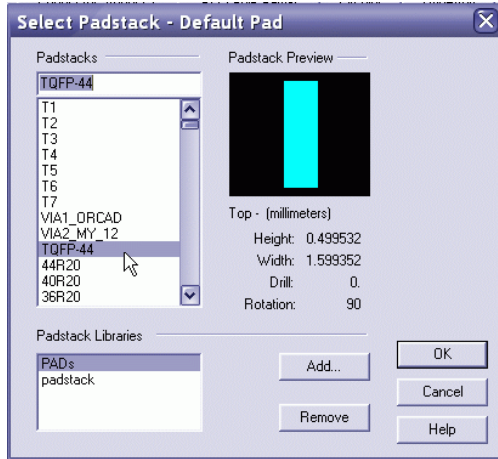 Select Padstack - Default Pad
Padstacks
TQFP-44
T1
T2
T3
T4
T5
T6
T7
VIA1_ORCAD
VIA2_MY_12
TQFP-44
44R20
40R20
36R20
Padstack Preview
Top - (millimeters)
Height: 0.499532
Width: 1.599352
Drill: 0.
Rotation: 90
Padstack Libraries
PADs
padstack
Add...
Remove
OK
Cancel
Help